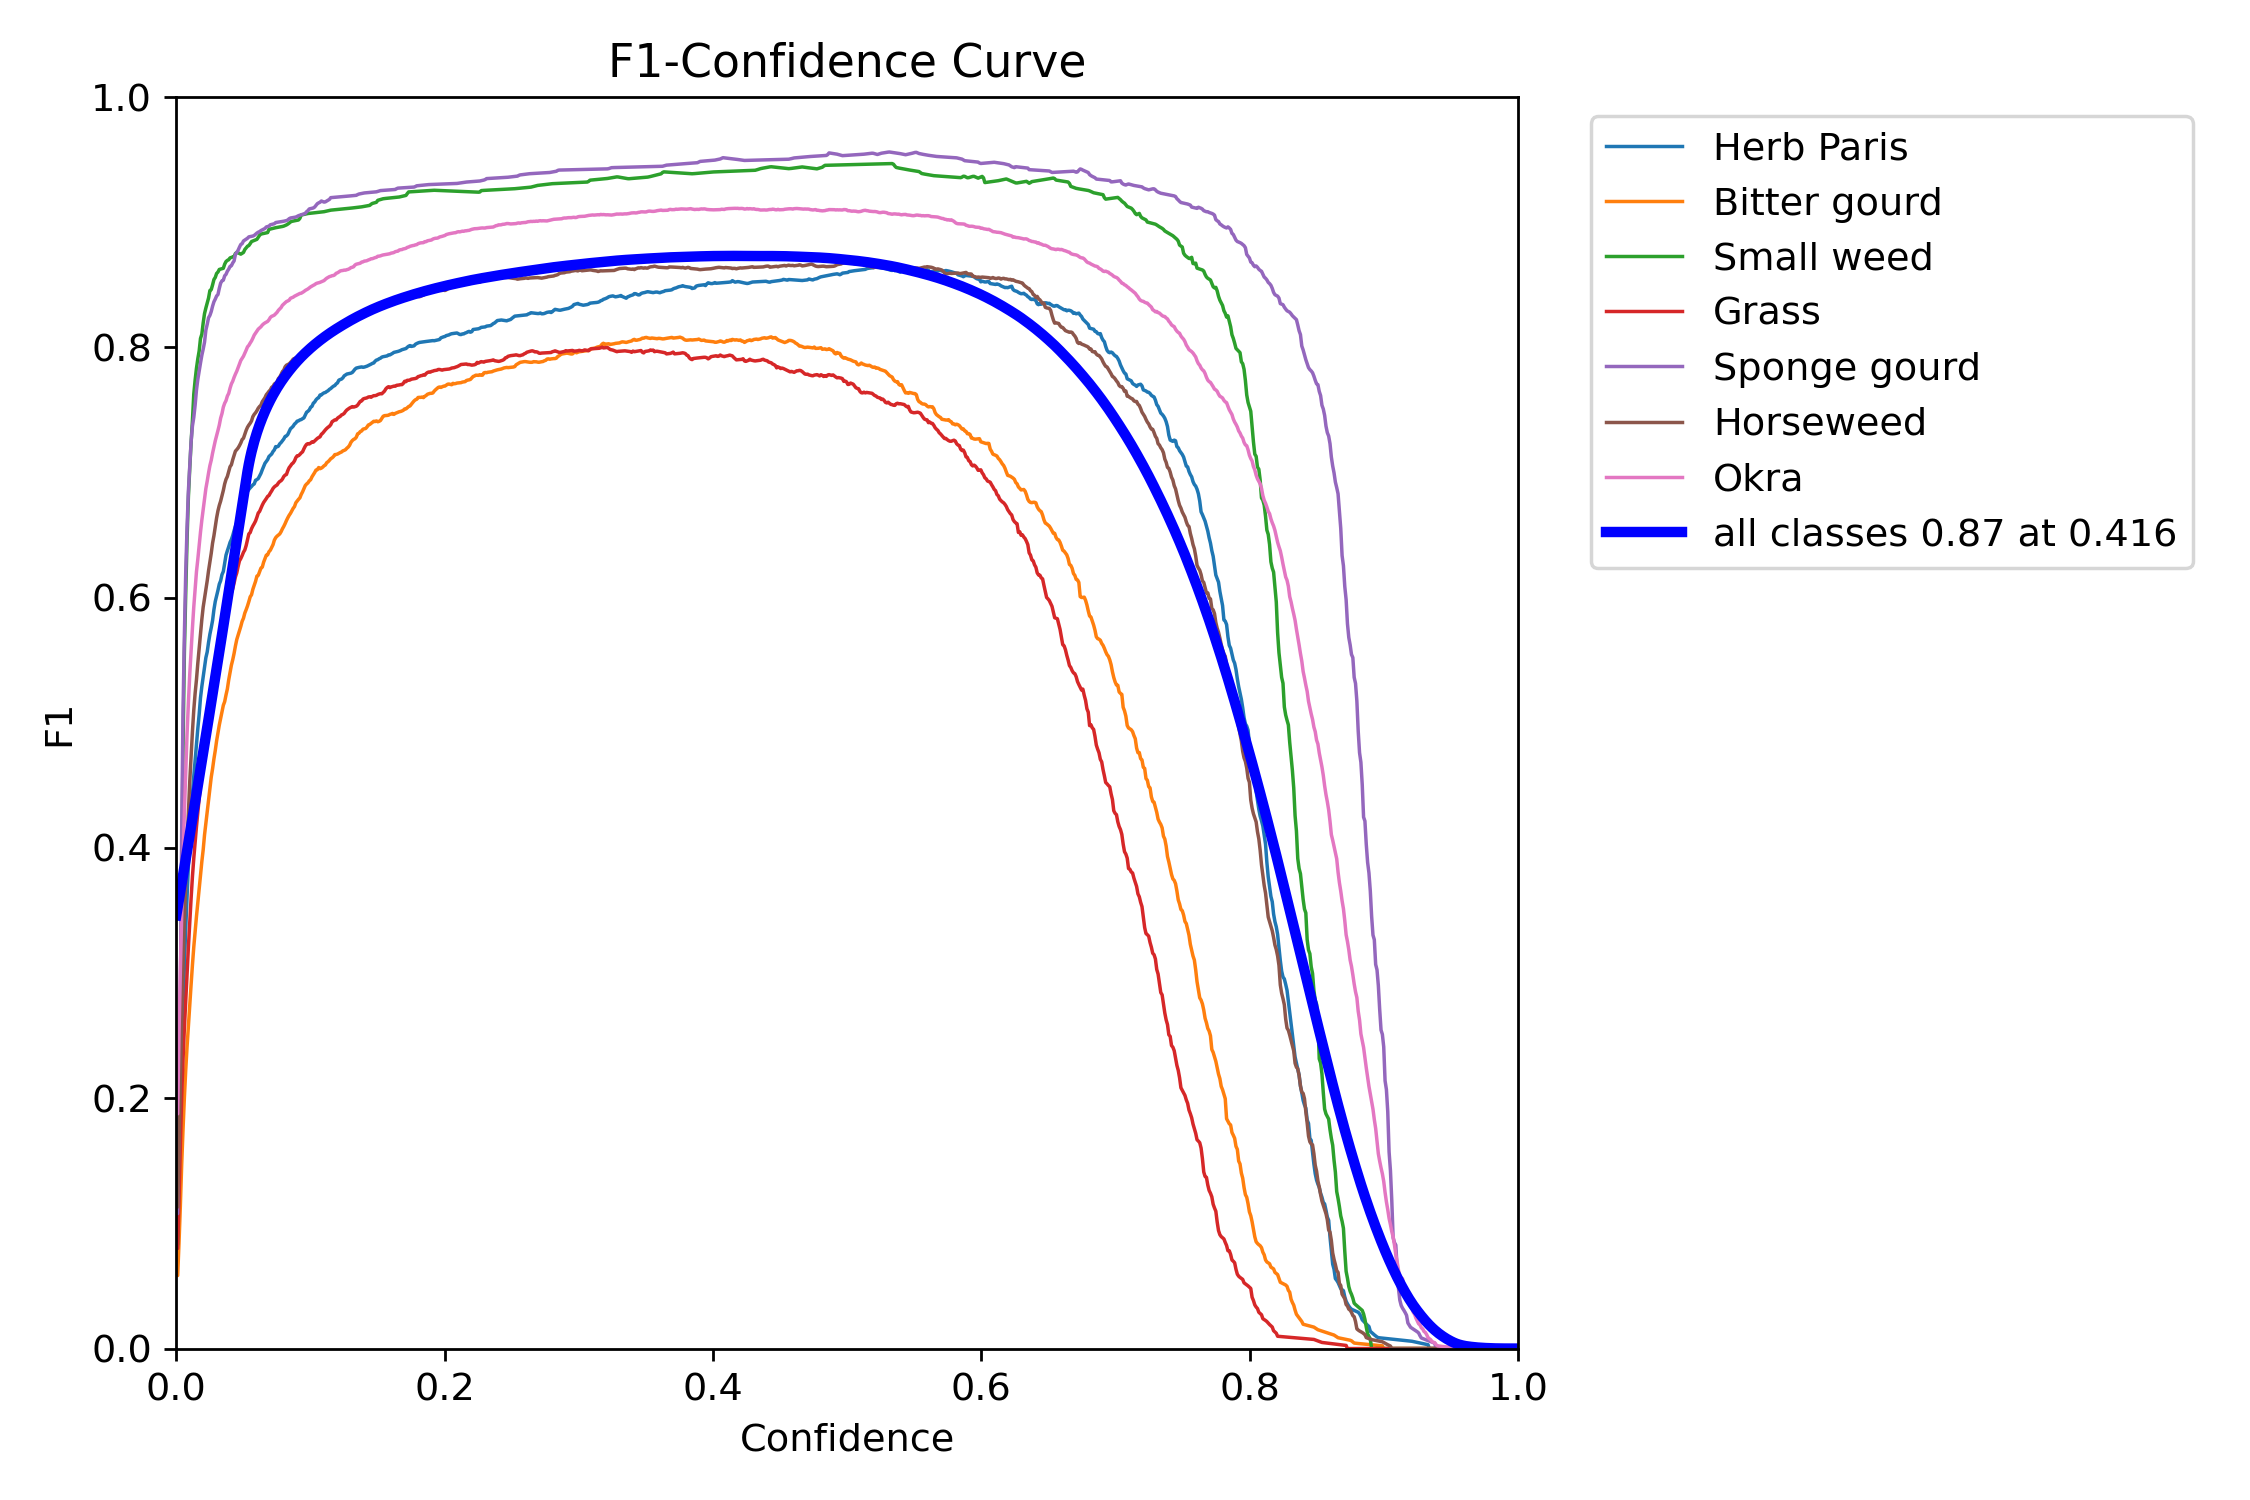 F1-Confidence Curve
1.0
0.8
0.6
0.4
0.2
0.0
F1
0.0 0.2 0.4 0.6 0.8 1.0
Confidence
Herb Paris
Bitter gourd
Small weed
Grass
Sponge gourd
Horseweed
Okra
all classes 0.87 at 0.416